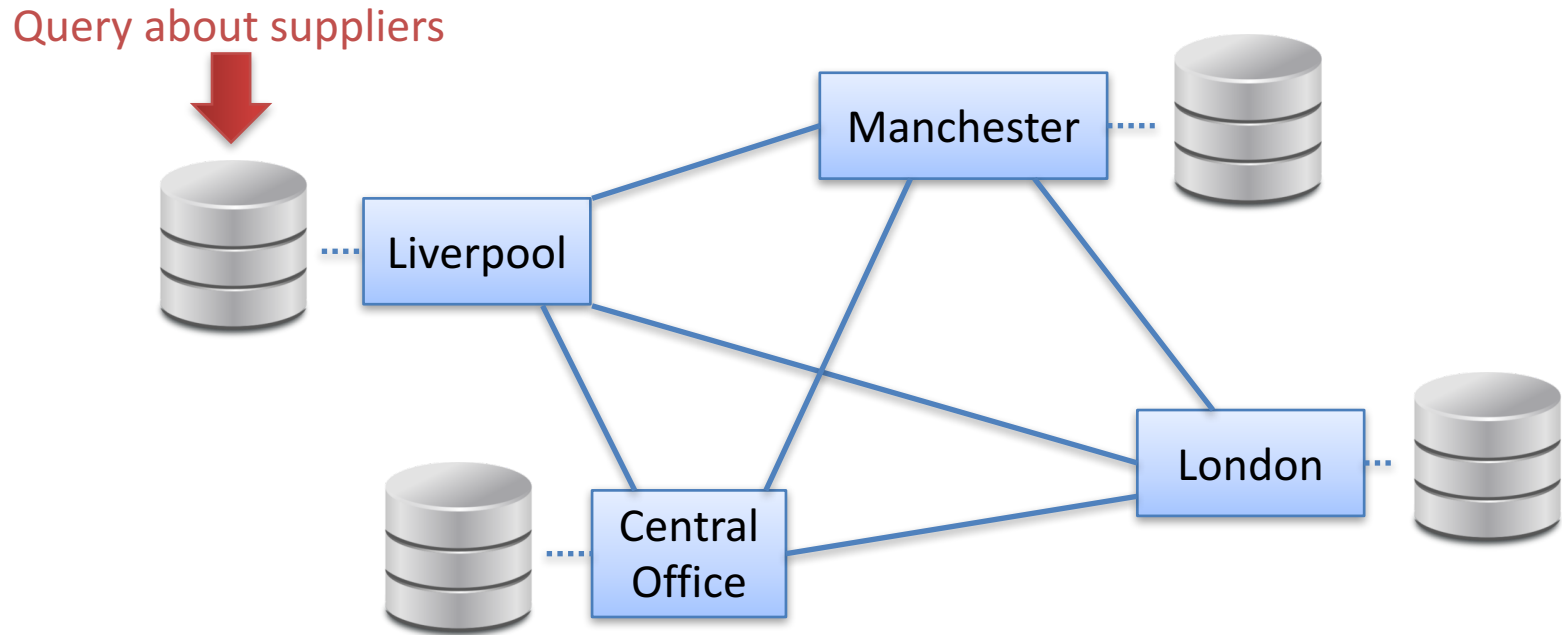 Query about suppliers
Manchester
Liverpool
London
Central
Office